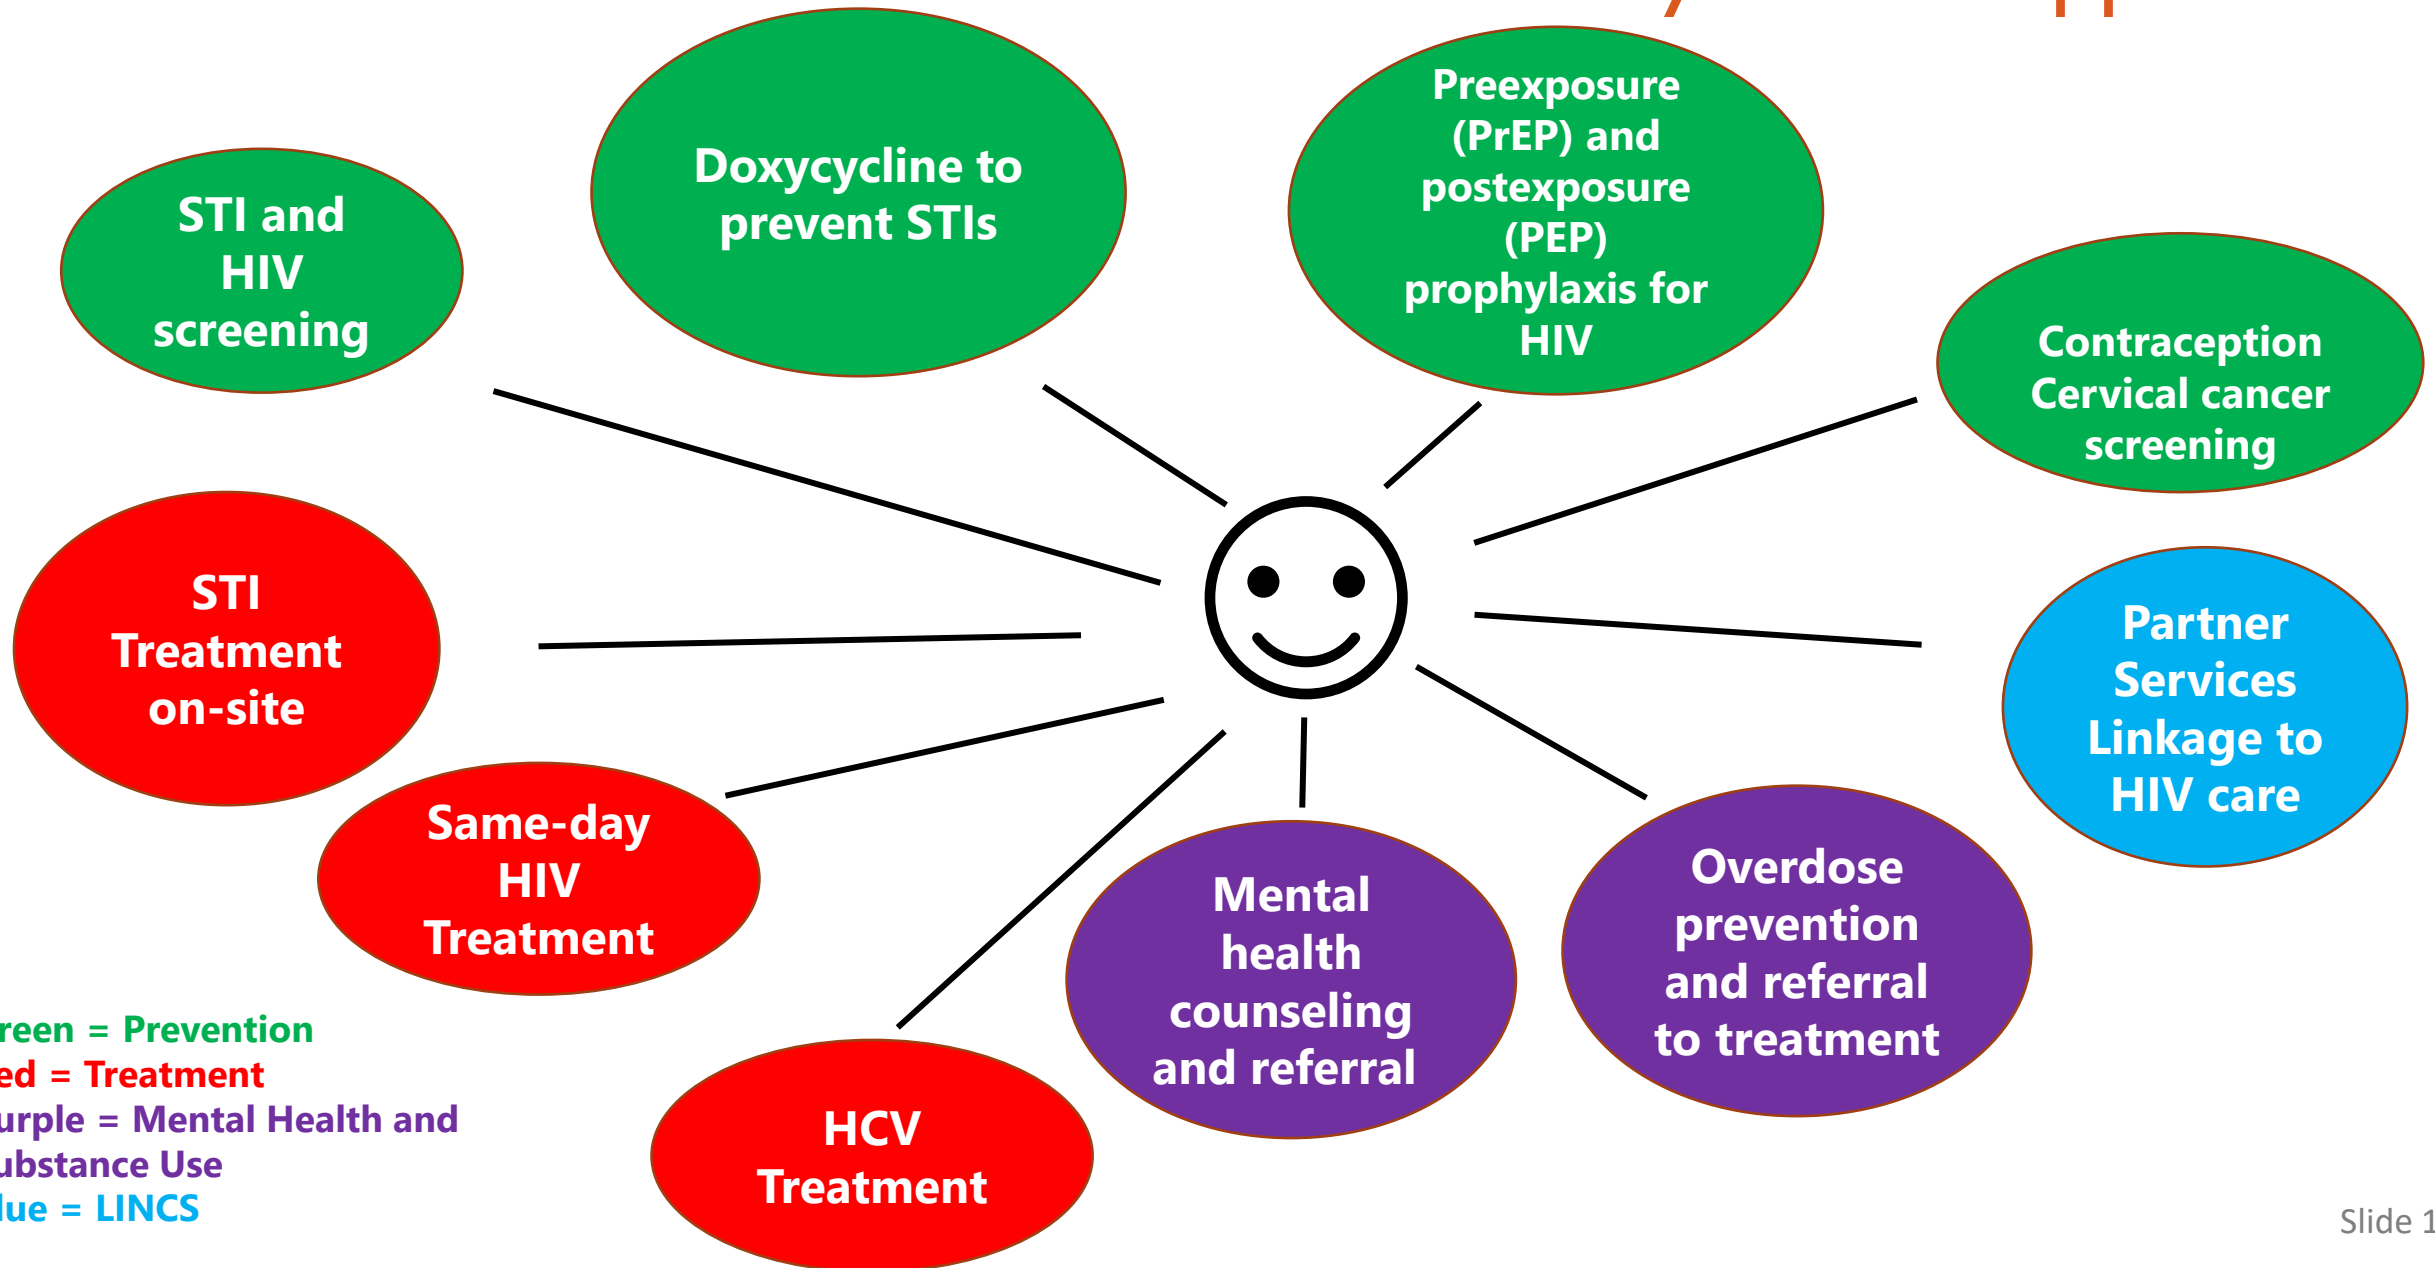 STI and
HIV
screening
Doxycycline to
prevent STIs
Preexposure
(PrEP) and
postexposure
(PEP)
prophylaxis for
HIV
Contraception
Cervical cancer
screening
STI
Treatment
on-site
Partner
Services
Linkage to
HIV care
Same-day
HIV
Treatment
Mental
health
counseling
and referral
Overdose
prevention
and referral
to treatment
HCV
Treatment
reen = Prevention
ed = Treatment
urple = Mental Health and
ubstance Use
lue = LINCS
Slide 1